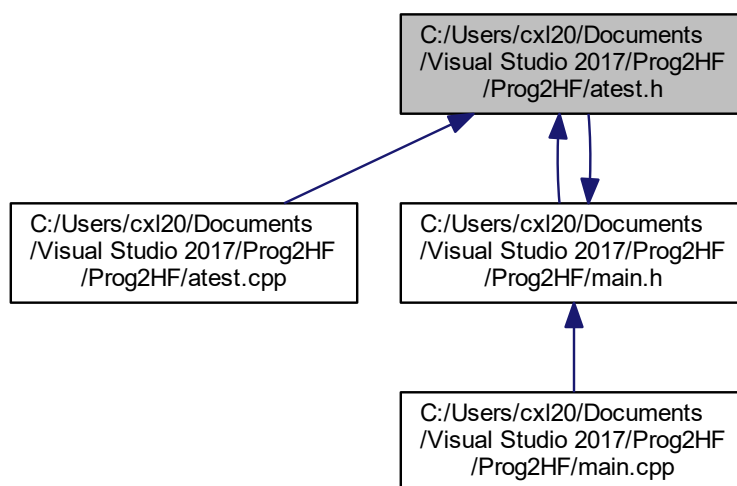 C:/Users/cxl20/Documents
/Visual Studio 2017/Prog2HF
/Prog2HF/atest.h
C:/Users/cxl20/Documents
/Visual Studio 2017/Prog2HF
/Prog2HF/atest.cpp
C:/Users/cxl20/Documents
/Visual Studio 2017/Prog2HF
/Prog2HF/main.h
C:/Users/cxl20/Documents
/Visual Studio 2017/Prog2HF
/Prog2HF/main.cpp